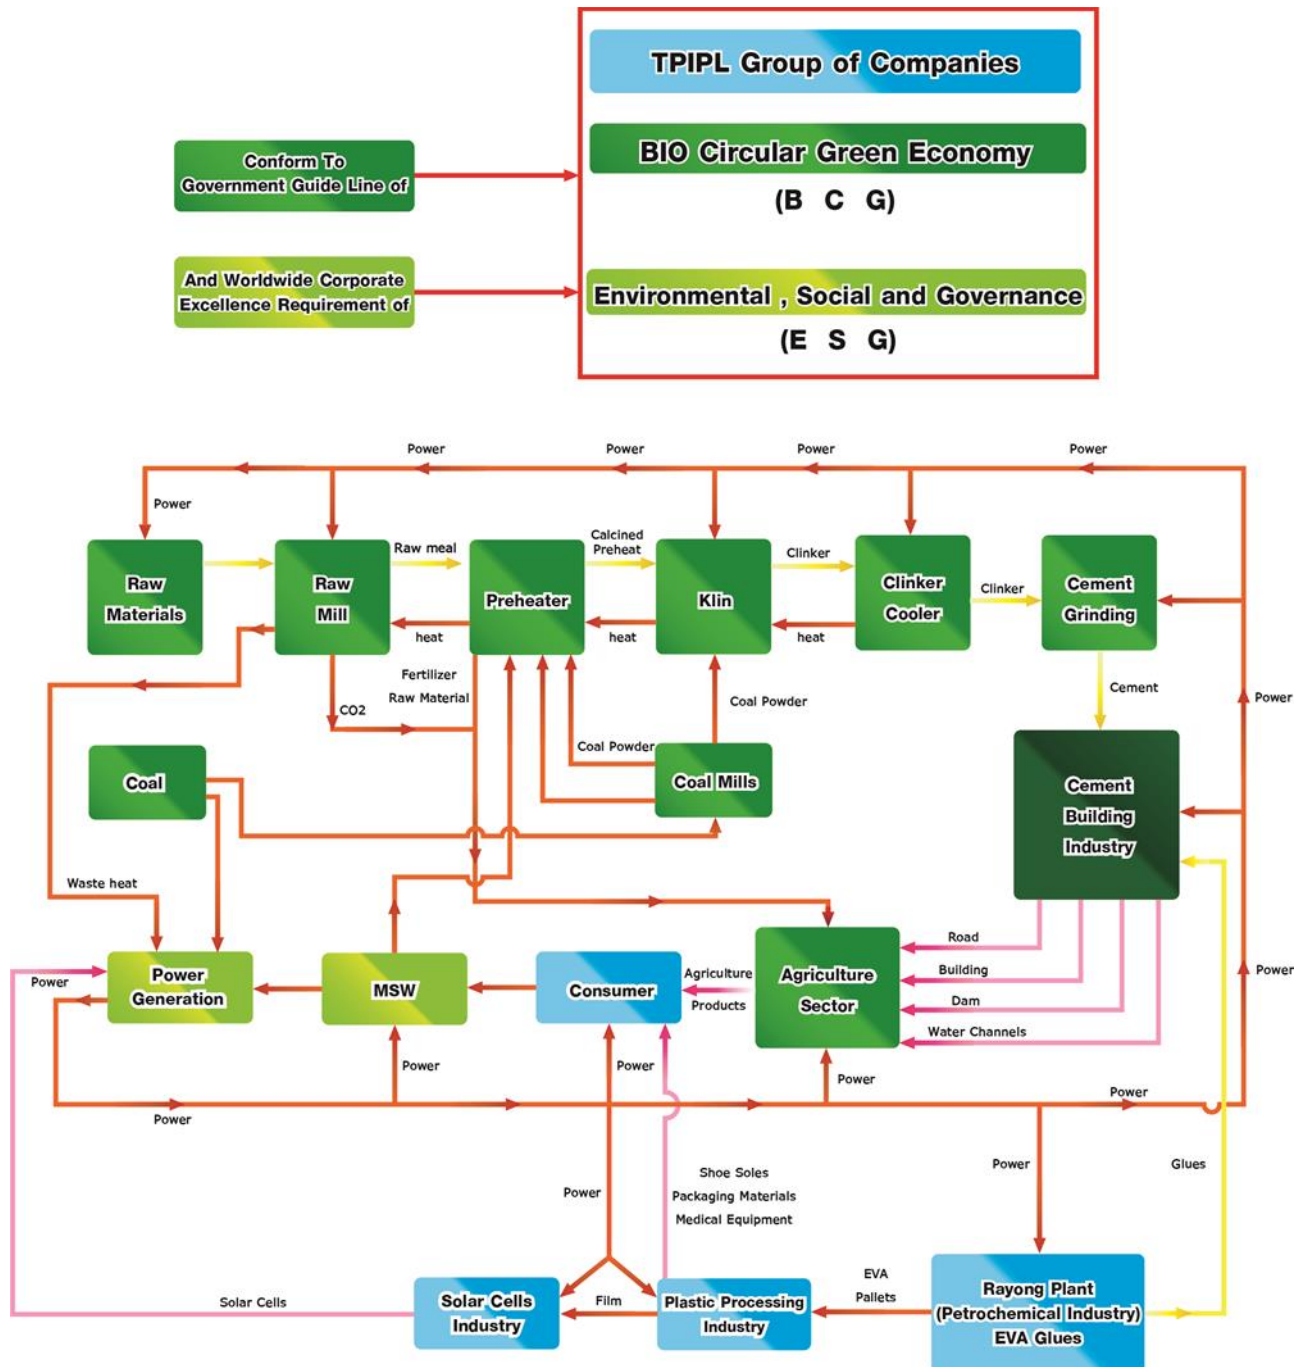 TPIPL Group of Companies
Conform To
Government Guide Line of
BIO Circular Green Economy
(B C G)
And Worldwide Corporate
Excellence Requirement of
Environmental , Social and Governance
(E S G)
Power
Power
Power
Power
Power
Raw
Materials
Raw meal
Raw
Mill
Calcined
Preheat
Preheater
Klin
Clinker
Clinker
Cooler
Clinker
Cement
Grinding
heat
heat
heat
Fertilizer
Raw Material
CO2
Coal Powder
Cement
Power
Coal Powder
Coal
Coal Mills
Cement
Building
Industry
Waste heat
Road
Building
Dam
Water Channels
Power
Power
Power
Generation
MSW
Consumer
Agriculture
Products
Agriculture
Sector
Power
Power
Power
Power
Power
Power
Shoe Soles
Packaging Materials
Medical Equipment
Power
Glues
Solar Cells
Solar Cells
Industry
Film
Plastic Processing
Industry
EVA
Pallets
Rayong Plant
(Petrochemical Industry)
EVA Glues